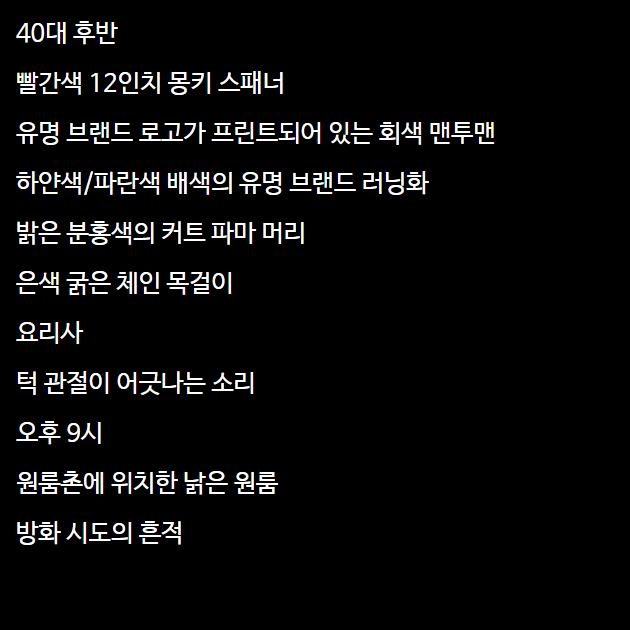 40대 후반
빨간색 12인치 몽키 스패너
유명 브랜드 로고가 프린트되어 있는 회색 맨투맨
하얀색/파란색 배색의 유명 브랜드 러닝화
밝은 분홍색의 커트 파마 머리
은색 굵은 체인 목걸이
요리사
턱 관절이 어긋나는 소리
오후 9시
원룸촌에 위치한 낡은 원룸
방화 시도의 흔적